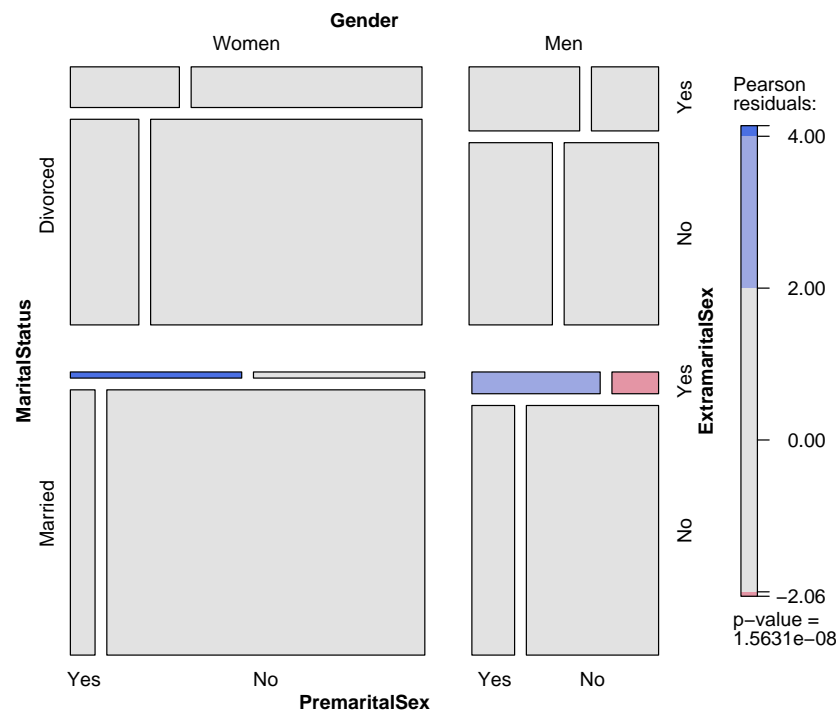 Gender
Women Men
Pearson
residuals:
4.00
2.00
0.00
−2.06
p−value =
1.5631e−08
MaritalStatus
Divorced
Married
ExtramaritalSex
Yes
No
Yes
No
Yes No Yes No
PremaritalSex